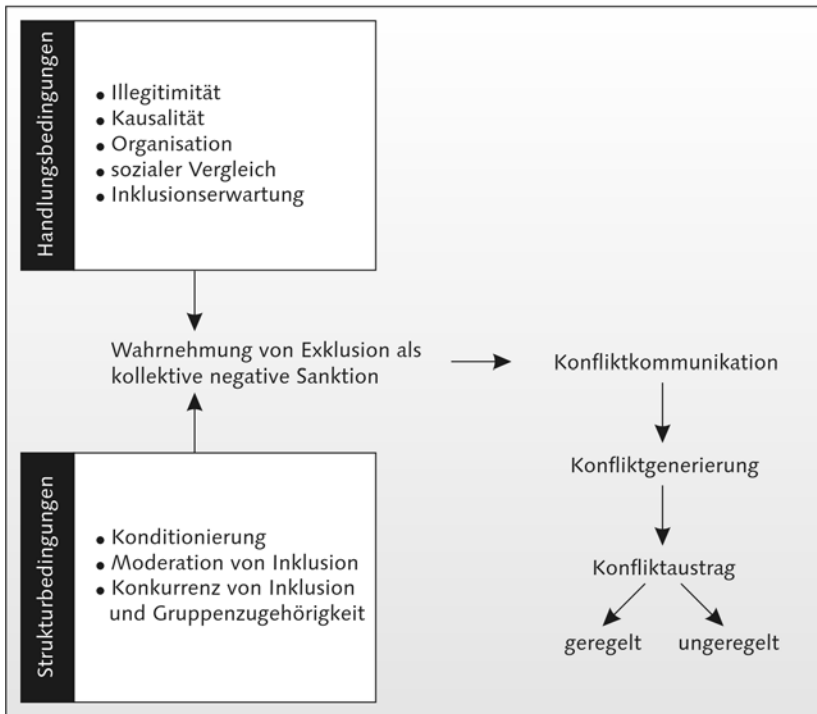 Handlungsbedingungen
• Illegitimität
• Kausalität
• Organisation
• sozialer Vergleich
• Inklusionserwartung
Wahrnehmung von Exklusion als
kollektive negative Sanktion
Konfliktkommunikation
Konfliktgenerierung
Konfliktaustrag
geregelt
ungeregelt
Strukturbedingungen
• Konditionierung
• Moderation von Inklusion
• Konkurrenz von Inklusion
und Gruppenzugehörigkeit